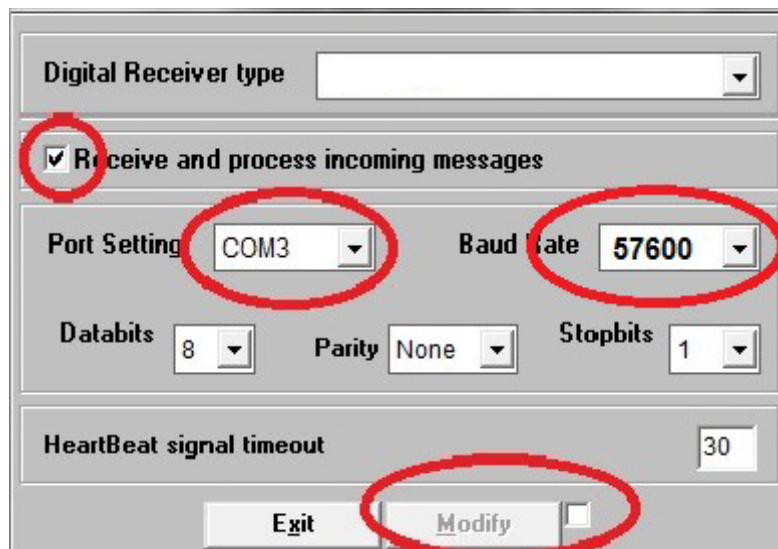 Digital Receiver type
Receive and process incoming messages
Port Setting COM3 Baud Rate 57600
Databits 8 Parity None Stopbits 1
HeartBeat signal timeout 30
Exit Modify